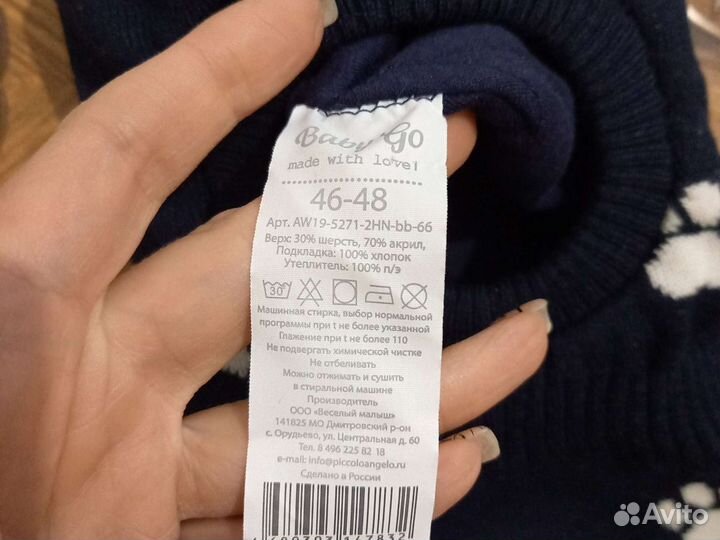 Baby Go
made with love!
46-48
Арт. AW19-5271-2HN-bb-66
Верх: 30% шерсть, 70% акрил,
Подкладка: 100% хлопок
Утеплитель: 100% п/э
30
Машинная стирка, выбор нормальной
программы при t не более указанной
Глажение при t не более 110
Не подвергать химической чистке
Не отбеливать
Можно отжимать и сушить
в стиральной машине
Производитель
ООО «Веселый малыш»
141825 МО Дмитровский р-он
с. Орудьево, ул. Центральная д. 60
Тел. 8 496 225 82 18
e-mail: info@piccoloangelo.ru
Сделано в России
Avito